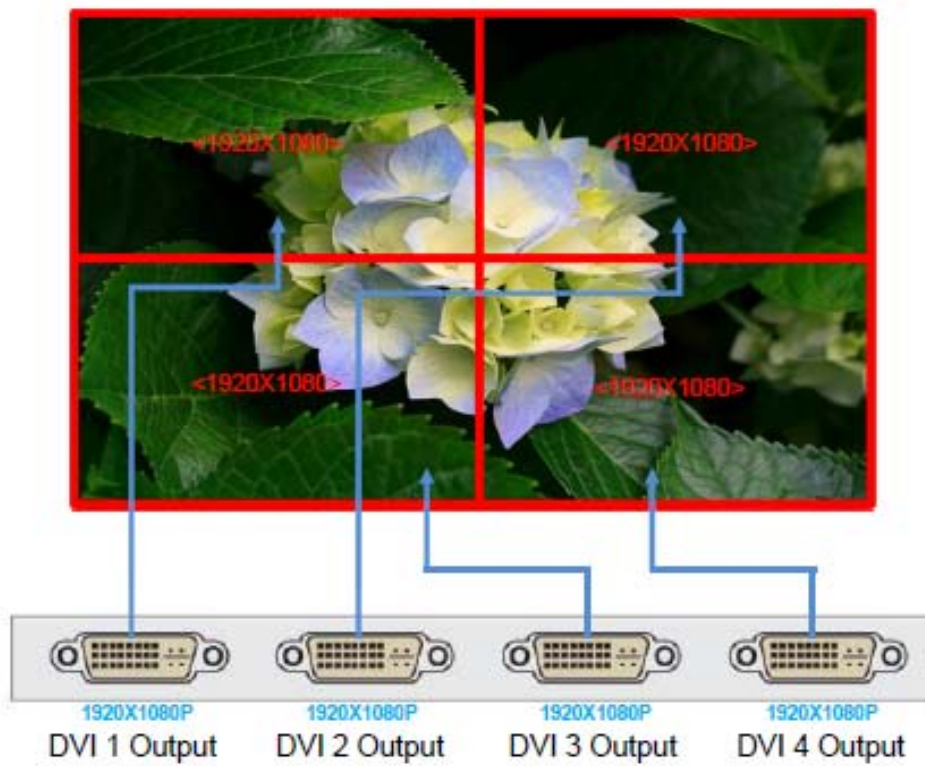 <1920X1080> <1920X1080>
<1920X1080> <1920X1080>
1920X1080P 1920X1080P 1920X1080P 1920X1080P
DVI 1 Output DVI 2 Output DVI 3 Output DVI 4 Output